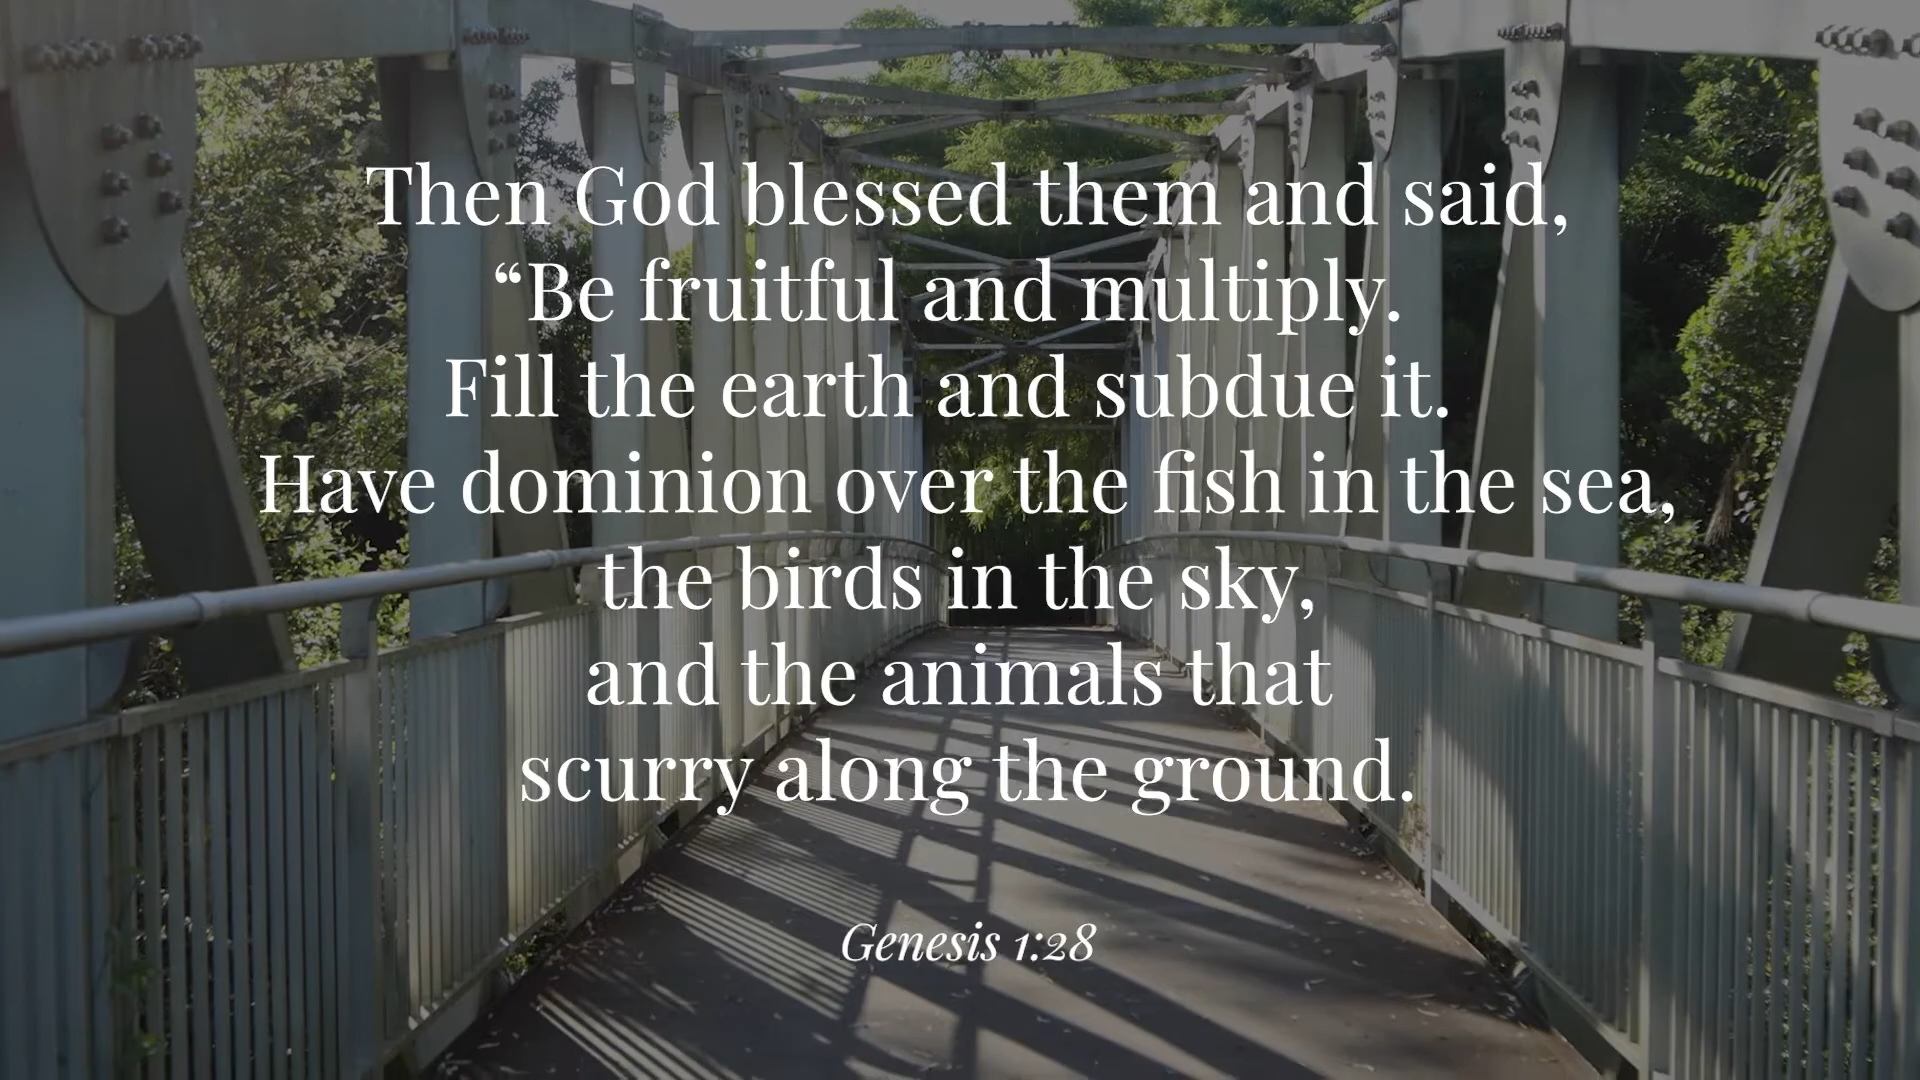 Then God blessed them and said,
“Be fruitful and multiply.
Fill the earth and subdue it.
Have dominion over the fish in the sea,
the birds in the sky,
and the animals that
scurry along the ground.
Genesis 1:28